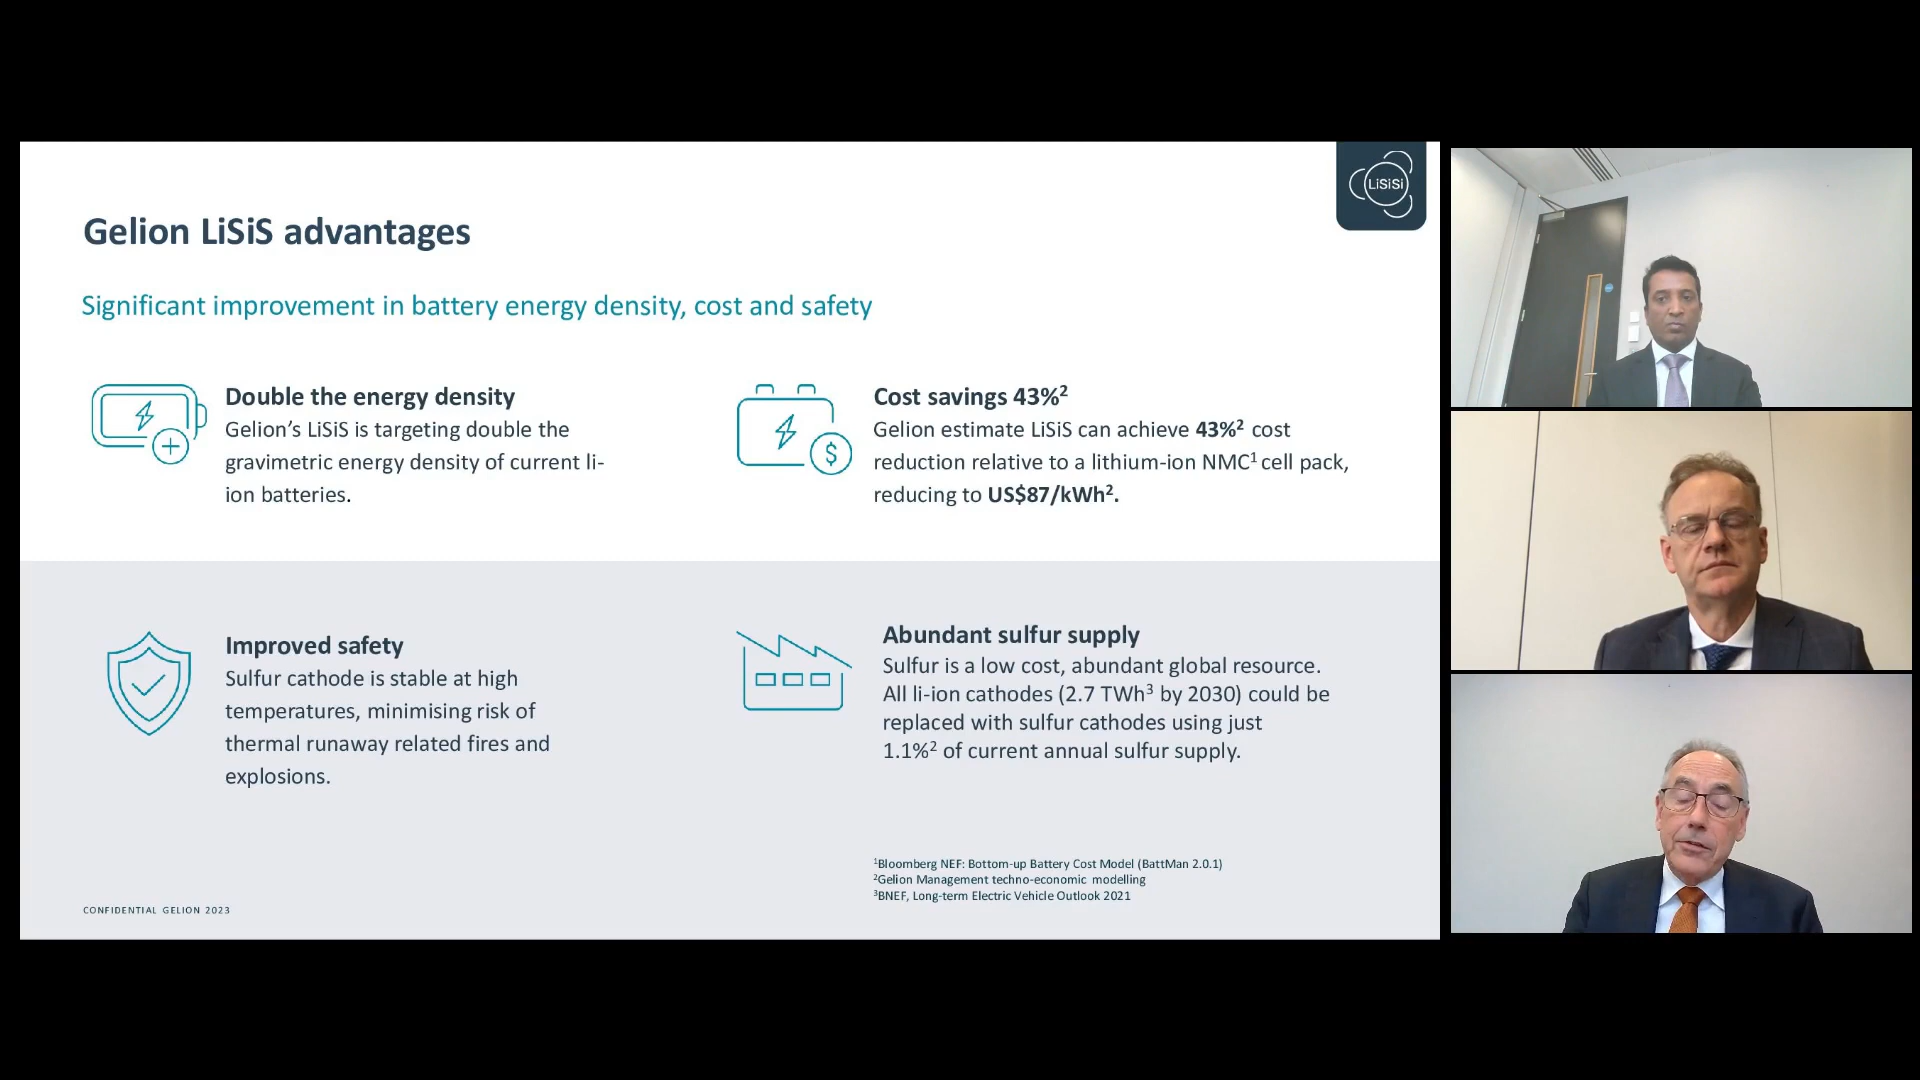 LiSiSi
Gelion LiSiS advantages
Significant improvement in battery energy density, cost and safety
Double the energy density
Gelion’s LiSiS is targeting double the
gravimetric energy density of current li-
ion batteries.
Cost savings 43%²
Gelion estimate LiSiS can achieve 43%² cost
reduction relative to a lithium-ion NMC¹ cell pack,
reducing to US$87/kWh².
Improved safety
Sulfur cathode is stable at high
temperatures, minimising risk of
thermal runaway related fires and
explosions.
Abundant sulfur supply
Sulfur is a low cost, abundant global resource.
All li-ion cathodes (2.7 TWh³ by 2030) could be
replaced with sulfur cathodes using just
1.1%² of current annual sulfur supply.
¹Bloomberg NEF: Bottom-up Battery Cost Model (BattMan 2.0.1)
²Gelion Management techno-economic modelling
³BNEF, Long-term Electric Vehicle Outlook 2021
CONFIDENTIAL GELION 2023